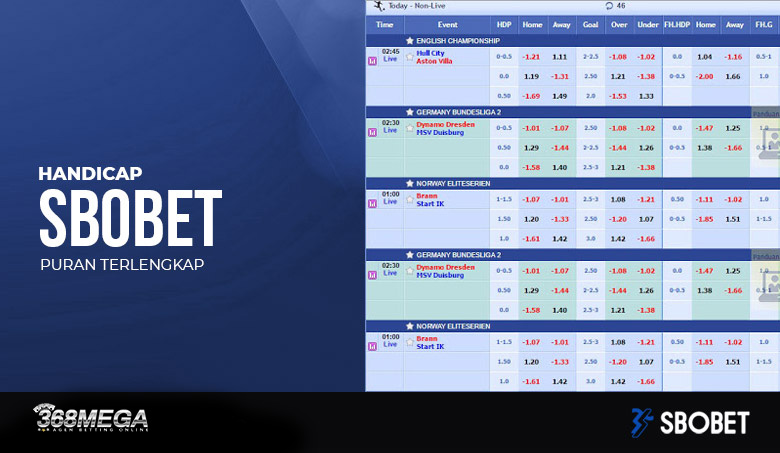 Today - Non-Live 46
Time Event HDP Home Away Goal Over Under FH.HDP Home Away FH.G
ENGLISH CHAMPIONSHIP
02:45 Hull City 0-0.5 -1.21 1.11 2-2.5 -1.08 -1.02 0.0 1.04 -1.16 0.5-1
Live Aston Villa
0.0 1.19 -1.31 2.50 1.21 -1.38 0-0.5 -2.00 1.66 1.0
0.50 -1.69 1.49 2.0 -1.53 1.33
GERMANY BUNDESLIGA 2
02:30 Dynamo Dresden 0-0.5 -1.01 -1.07 2.50 -1.08 -1.02 0.0 -1.47 1.25 1.0
Live MSV Duisburg
0.50 1.29 -1.44 2-2.5 -1.44 1.26 0-0.5 1.38 -1.66 0.5-1
0.0 -1.58 1.40 2.5-3 1.21 -1.38
NORWAY ELITESERIEN
01:00 Brann 1-1.5 -1.07 -1.01 2.5-3 1.08 -1.21 0.50 -1.11 -1.02 1.0
Live Start IK
1.50 1.20 -1.33 2.50 -1.20 1.07 0-0.5 -1.85 1.51 1-1.5
1.0 -1.61 1.42 3.0 1.42 -1.66
GERMANY BUNDESLIGA 2
02:30 Dynamo Dresden 0-0.5 -1.01 -1.07 2.50 -1.08 -1.02 0.0 -1.47 1.25 1.0
Live MSV Duisburg
0.50 1.29 -1.44 2-2.5 -1.44 1.26 0-0.5 1.38 -1.66 0.5-1
0.0 -1.58 1.40 2.5-3 1.21 -1.38
NORWAY ELITESERIEN
01:00 Brann 1-1.5 -1.07 -1.01 2.5-3 1.08 -1.21 0.50 -1.11 -1.02 1.0
Live Start IK
1.50 1.20 -1.33 2.50 -1.20 1.07 0-0.5 -1.85 1.51 1-1.5
1.0 -1.61 1.42 3.0 1.42 -1.66
HANDICAP
SBOBET
PURAN TERLENGKAP
368MEGA
AGEN BETTING ONLINE
SBOBET